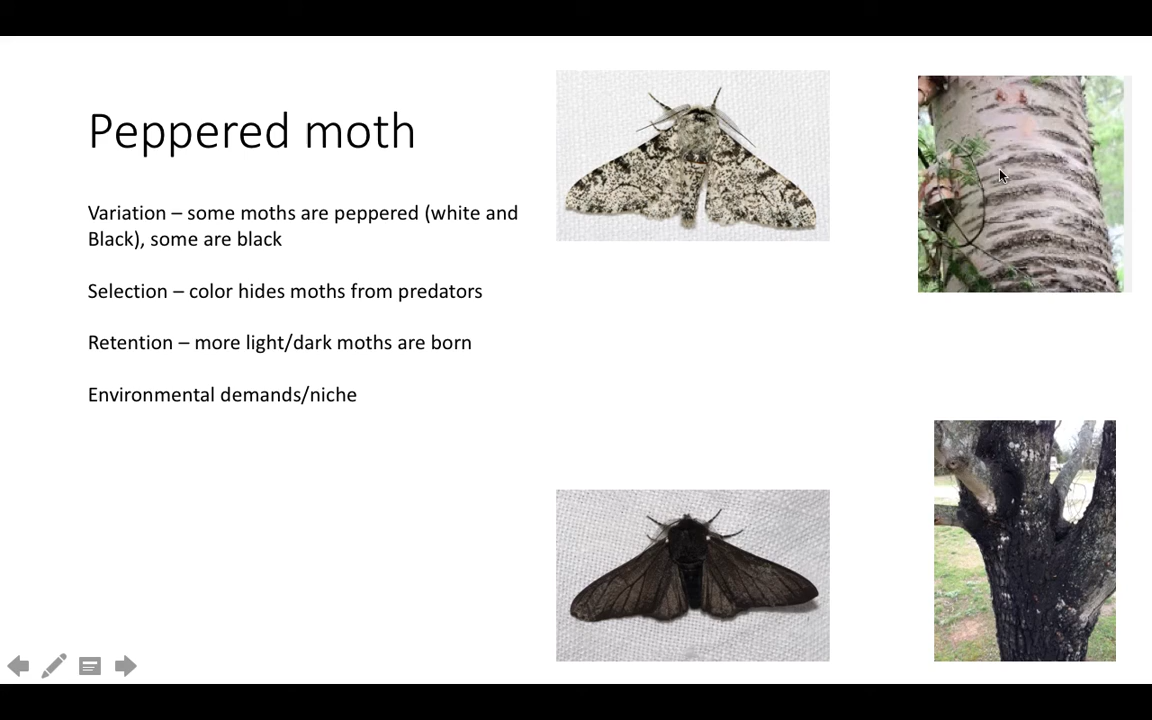 Peppered moth
Variation – some moths are peppered (white and
Black), some are black
Selection – color hides moths from predators
Retention – more light/dark moths are born
Environmental demands/niche